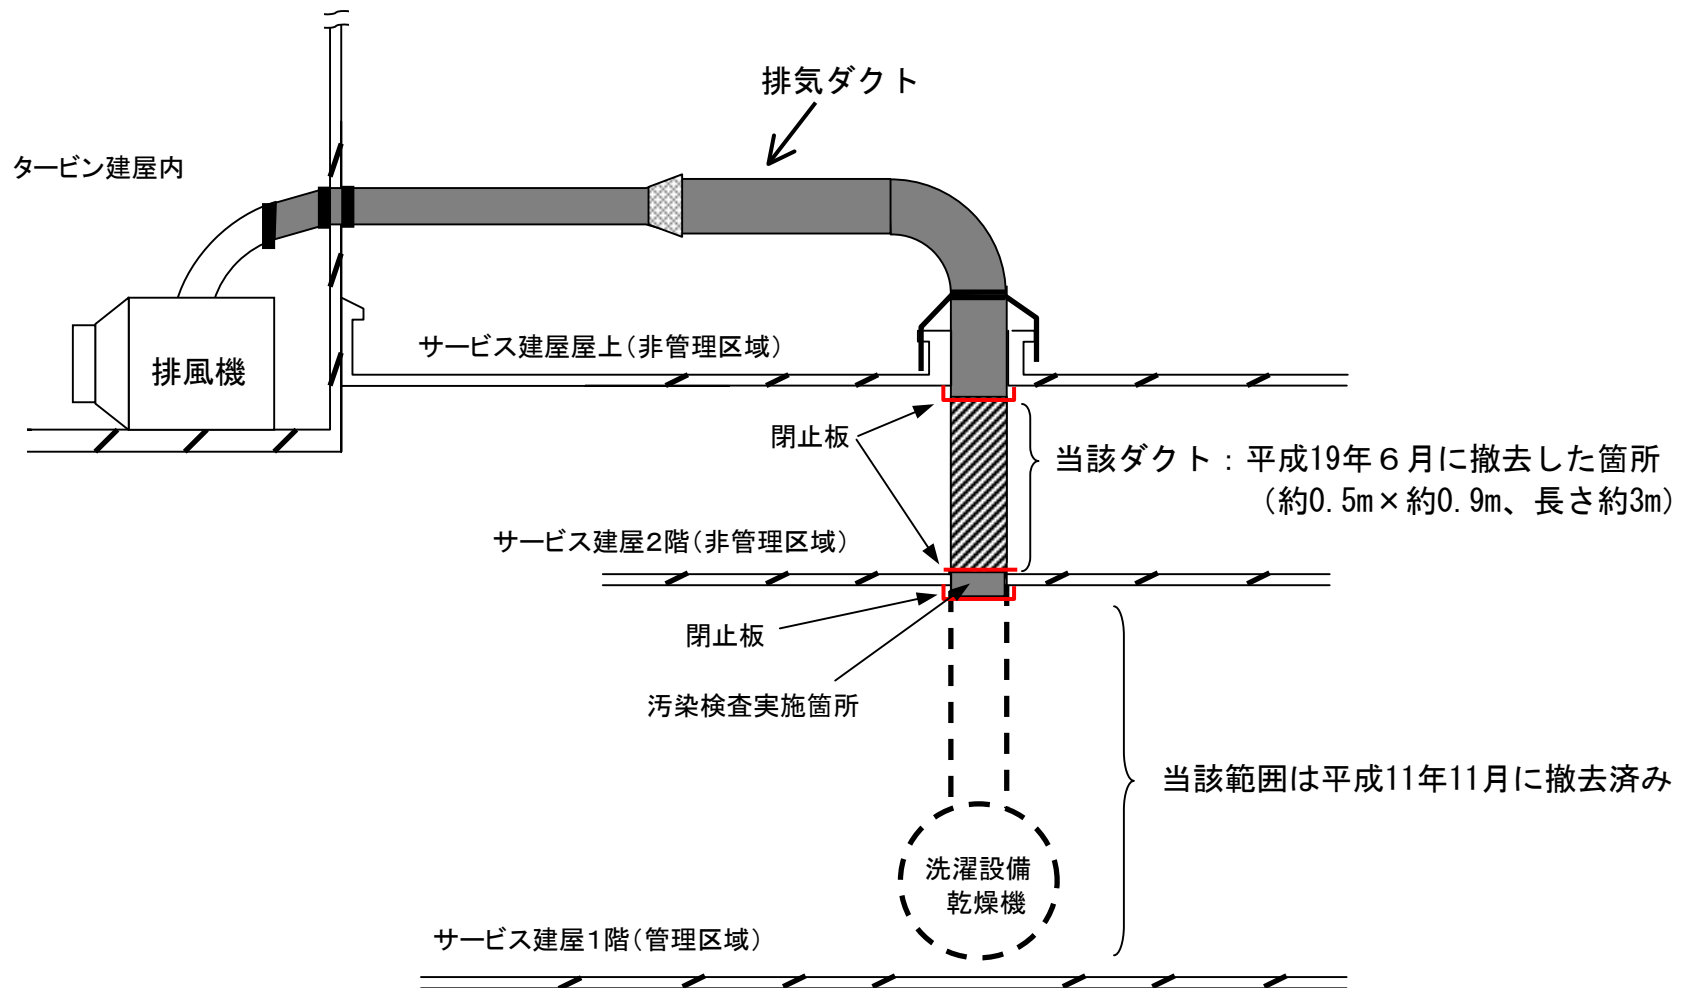 排気ダクト
タービン建屋内
サービス建屋屋上(非管理区域)
排風機
閉止板
当該ダクト：平成19年６月に撤去した箇所
（約0.5m×約0.9m、長さ約3m）
サービス建屋２階(非管理区域)
閉止板
汚染検査実施箇所
当該範囲は平成11年11月に撤去済み
洗濯設備
乾燥機
サービス建屋１階(管理区域)